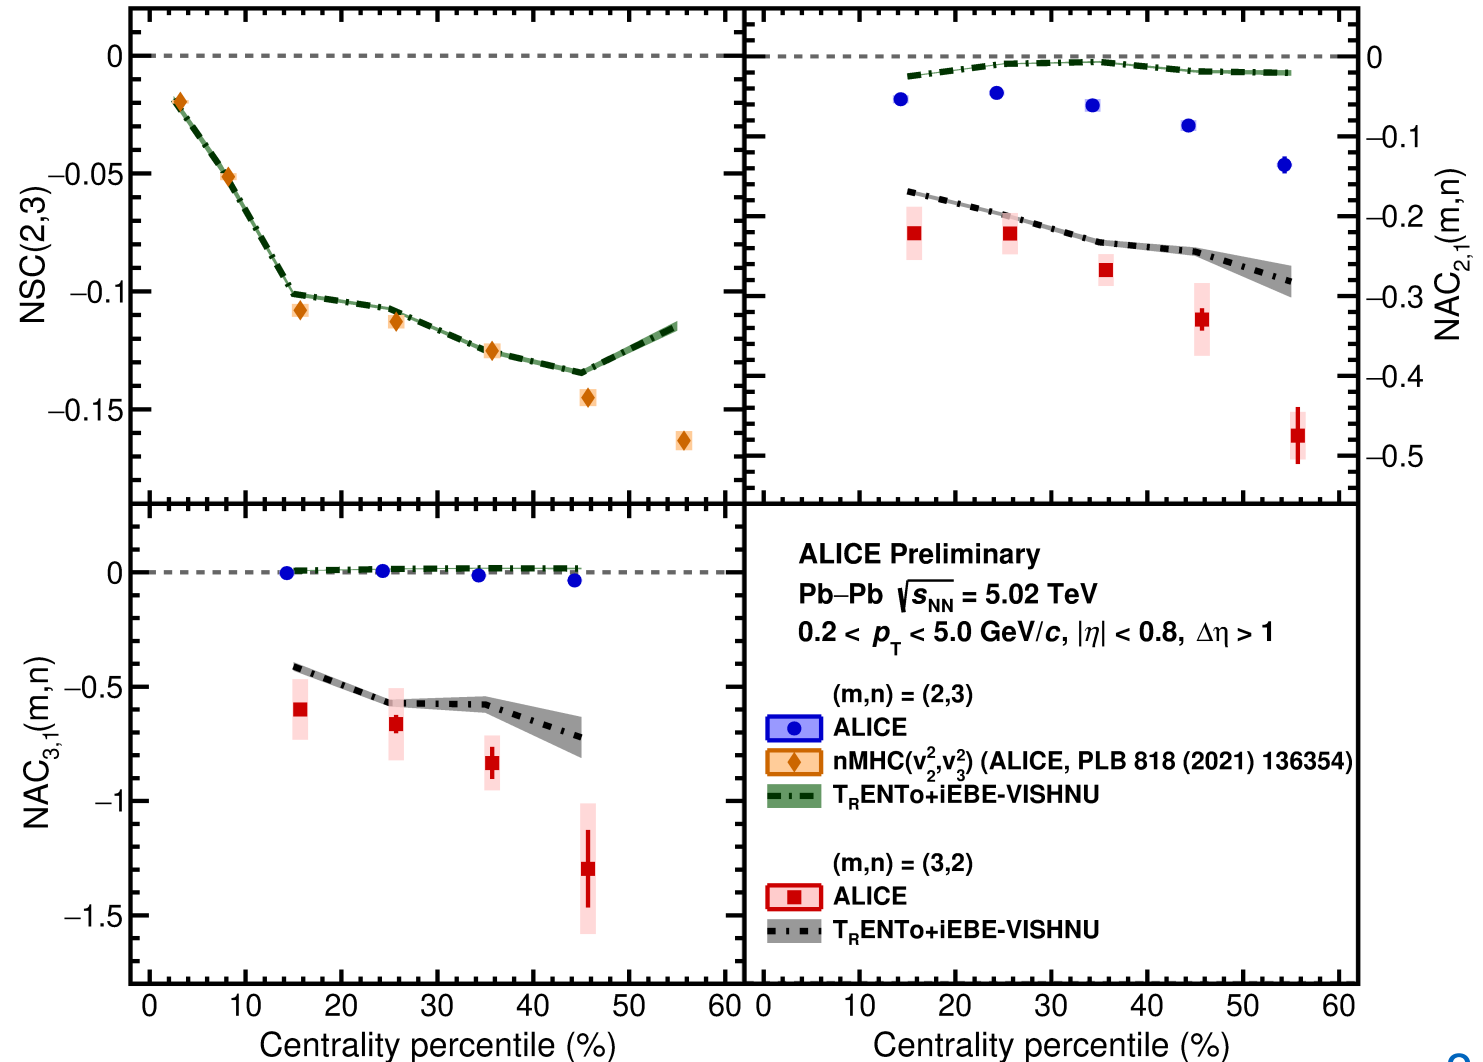 0
−0.05
−0.1
−0.15
NSC(2,3)
0
−0.1
−0.2
−0.3
−0.4
−0.5
NAC2,1(m,n)
0
−0.5
−1
−1.5
NAC3,1(m,n)
0 10 20 30 40 50 60
Centrality percentile (%)
ALICE Preliminary
Pb−Pb √sNN = 5.02 TeV
0.2 < pT < 5.0 GeV/c, |η| < 0.8, Δη > 1
(m,n) = (2,3)
ALICE
nMHC(v₂²,v₃²) (ALICE, PLB 818 (2021) 136354)
TRENTo+iEBE-VISHNU
(m,n) = (3,2)
ALICE
TRENTo+iEBE-VISHNU
0 10 20 30 40 50 60
Centrality percentile (%)